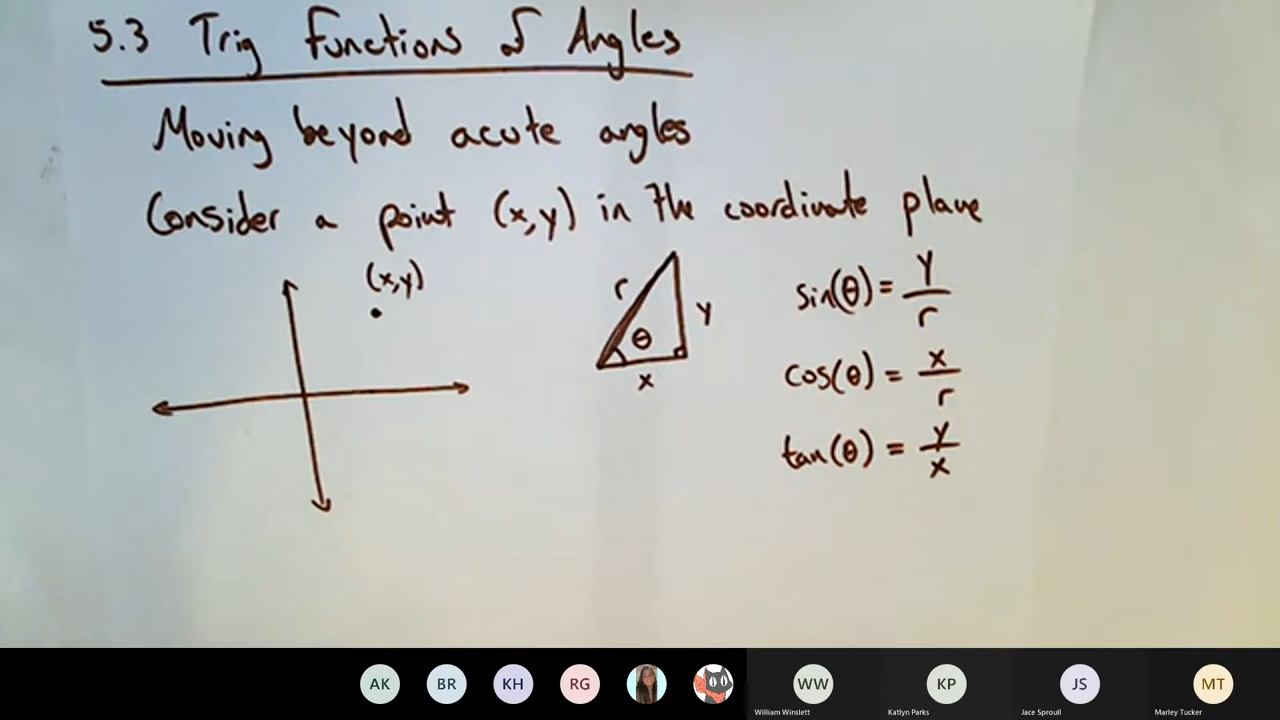 5.3 Trig Functions of Angles
Moving beyond acute angles
Consider a point (x,y) in the coordinate plane
(x,y)
r
θ
y
x
sin(θ) = y/r
cos(θ) = x/r
tan(θ) = y/x
AK
BR
KH
RG
WW
KP
JS
MT
William Winslett
Katlyn Parks
Jace Sproull
Marley Tucker